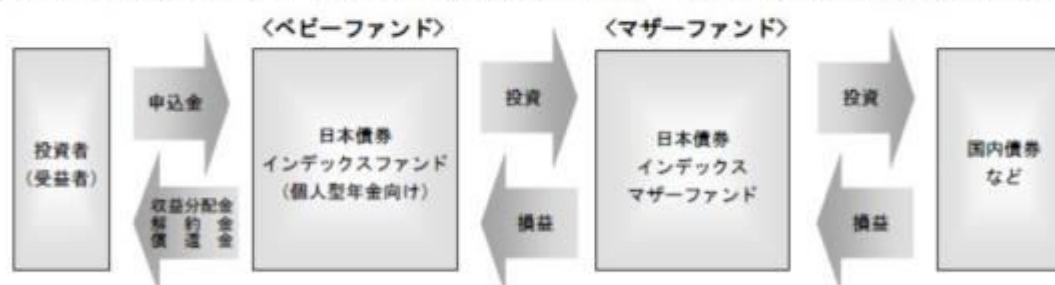 〈ベビーファンド〉
〈マザーファンド〉
投資者
（受益者）
申込金
収益分配金
解約金
償還金
日本債券
インデックスファンド
（個人型年金向け）
投資
損益
日本債券
インデックス
マザーファンド
投資
損益
国内債券
など